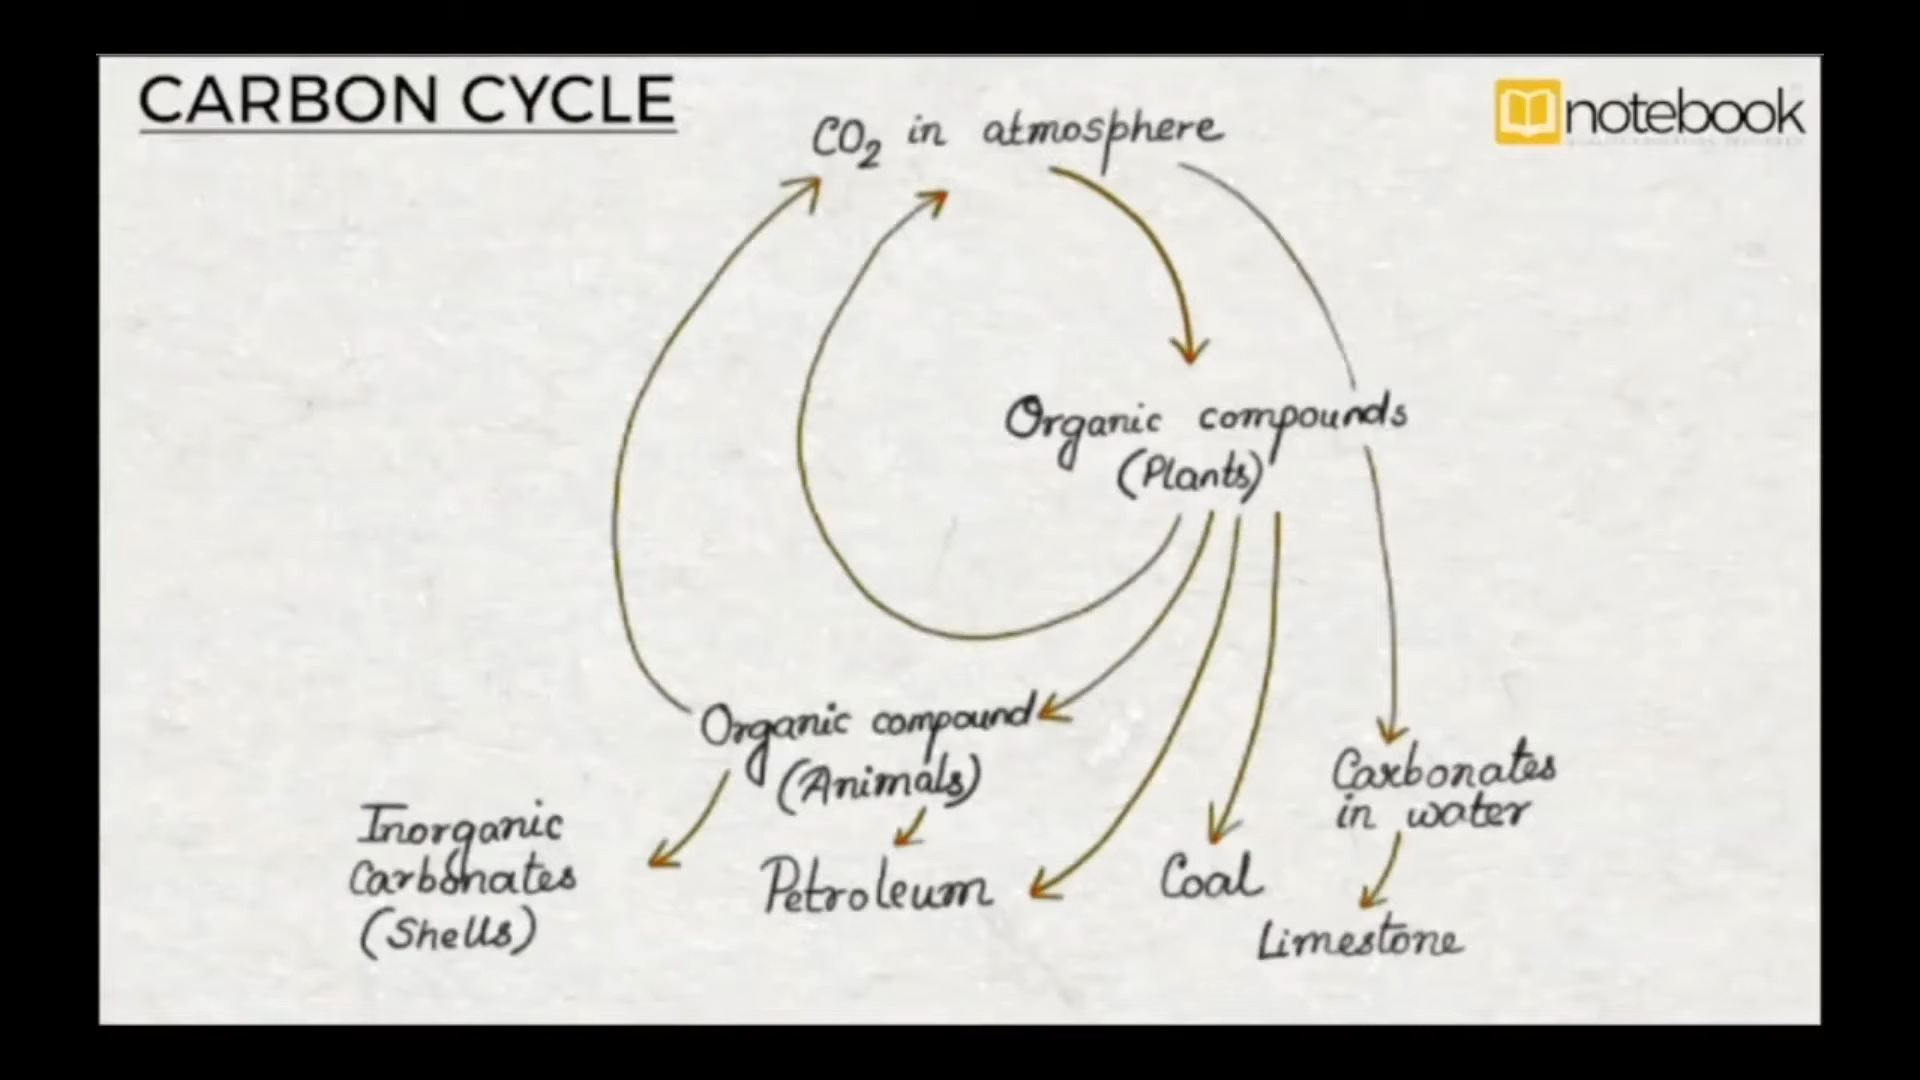 CARBON CYCLE
notebook
CO₂ in atmosphere
Organic compounds
(Plants)
Organic compound
(Animals)
Inorganic
Carbonates
(Shells)
Petroleum
Coal
Carbonates
in water
Limestone